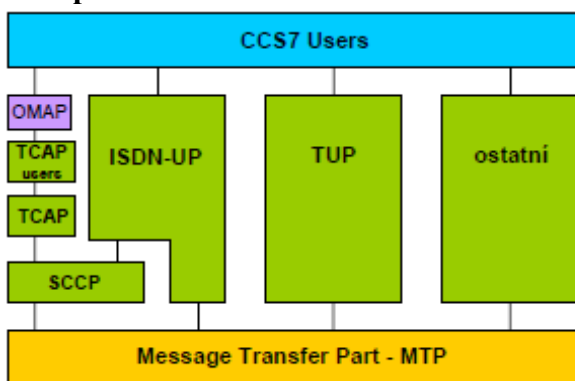 CCS7 Users
OMAP
TCAP
users
TCAP
SCCP
ISDN-UP
TUP
ostatní
Message Transfer Part - MTP